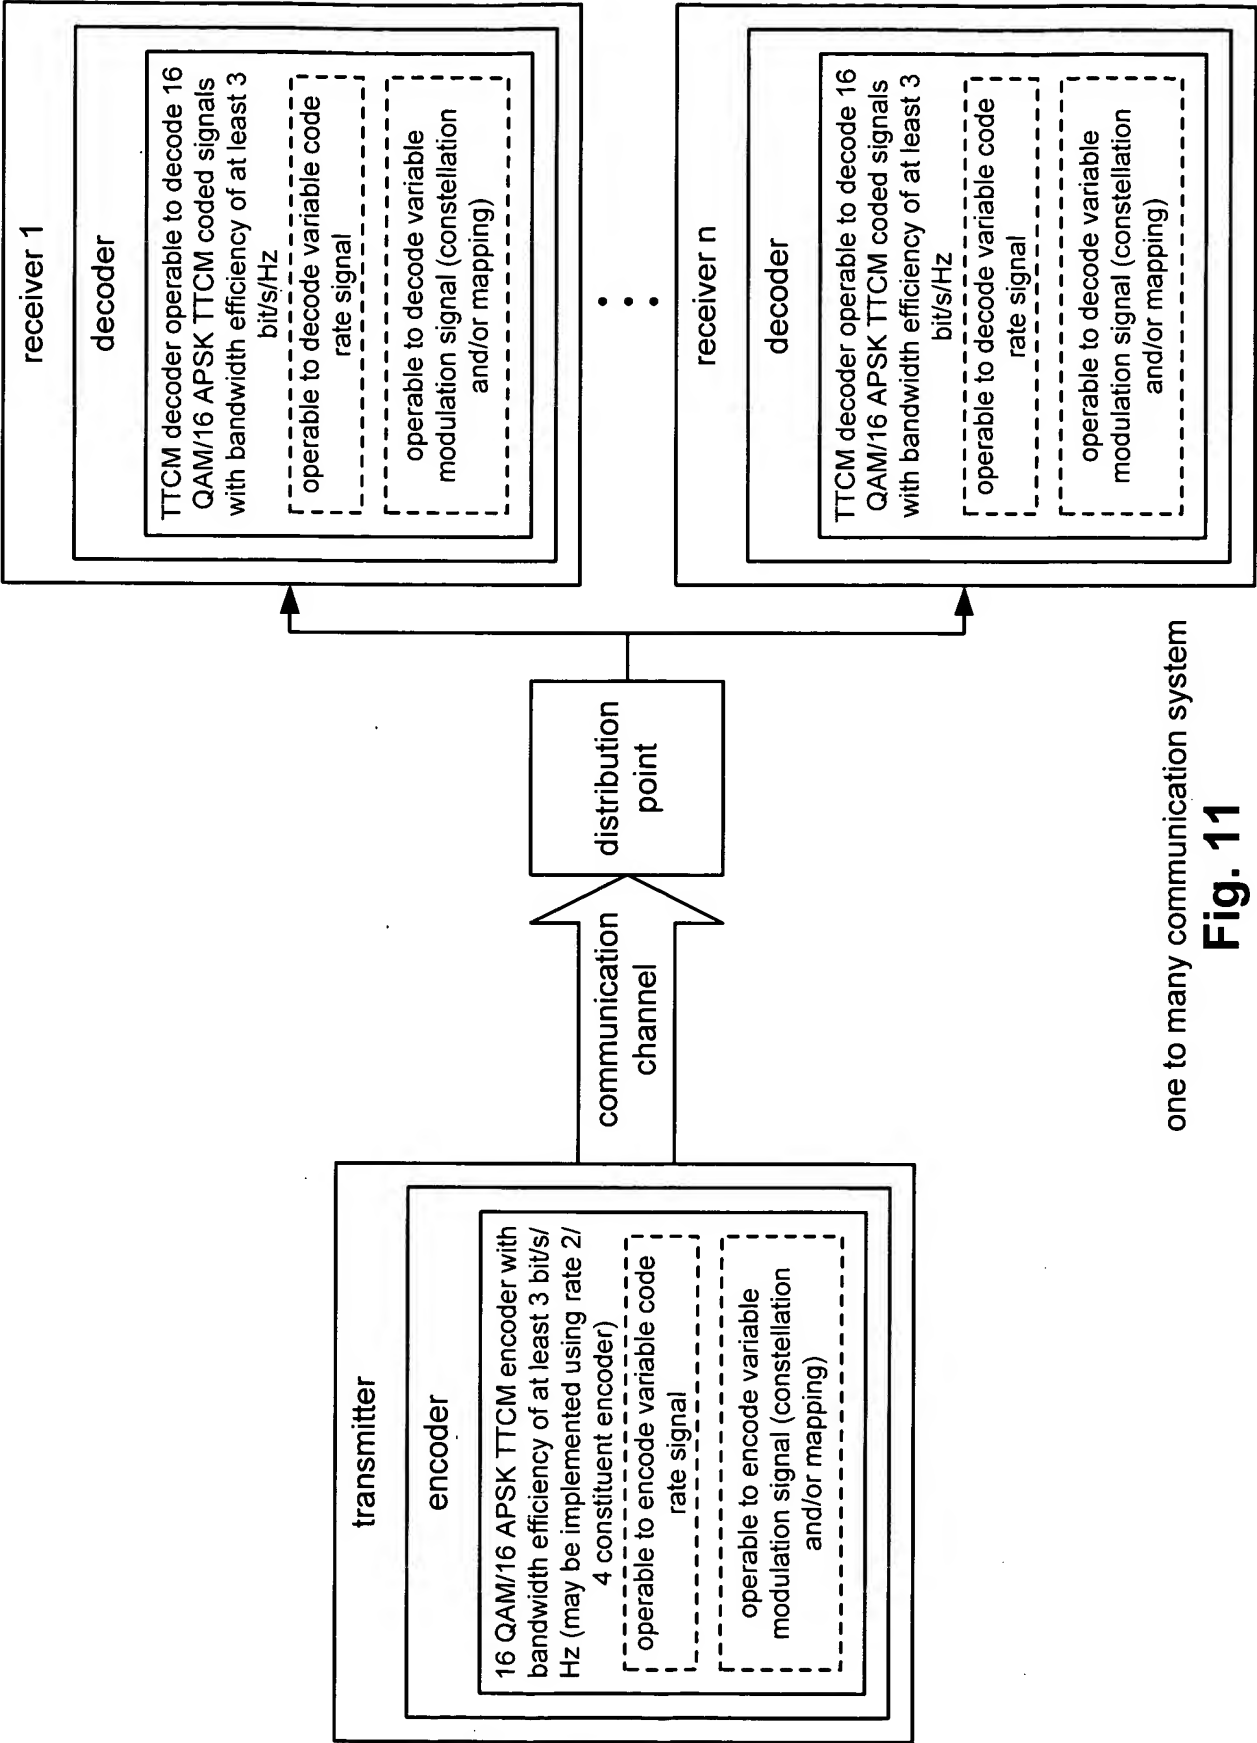 transmitter
encoder
16 QAM/16 APSK TTCM encoder with
bandwidth efficiency of at least 3 bit/s/
Hz (may be implemented using rate 2/
4 constituent encoder)
operable to encode variable code
rate signal
operable to encode variable
modulation signal (constellation
and/or mapping)
communication
channel
distribution
point
receiver 1
decoder
TTCM decoder operable to decode 16
QAM/16 APSK TTCM coded signals
with bandwidth efficiency of at least 3
bit/s/Hz
operable to decode variable code
rate signal
operable to decode variable
modulation signal (constellation
and/or mapping)
• • •
receiver n
decoder
TTCM decoder operable to decode 16
QAM/16 APSK TTCM coded signals
with bandwidth efficiency of at least 3
bit/s/Hz
operable to decode variable code
rate signal
operable to decode variable
modulation signal (constellation
and/or mapping)
one to many communication system
Fig. 11